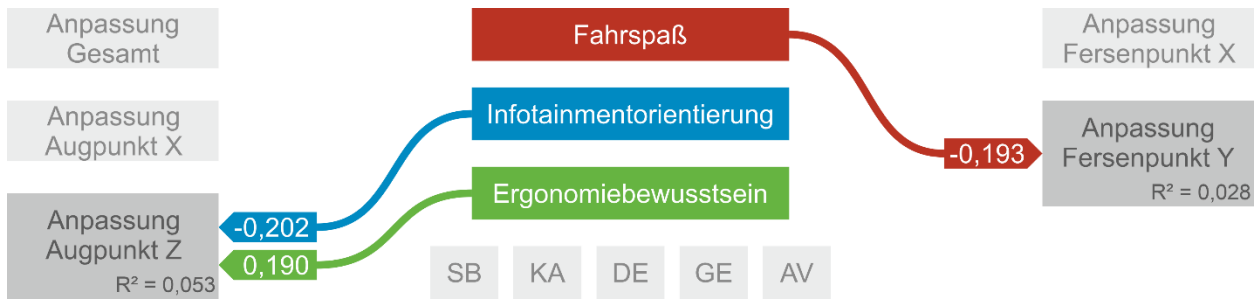 Anpassung
Gesamt
Anpassung
Augpunkt X
Anpassung
Augpunkt Z
R² = 0,053
-0,202
0,190
Fahrspaß
Infotainmentorientierung
Ergonomiebewusstsein
SB
KA
DE
GE
AV
-0,193
Anpassung
Fersenpunkt X
Anpassung
Fersenpunkt Y
R² = 0,028